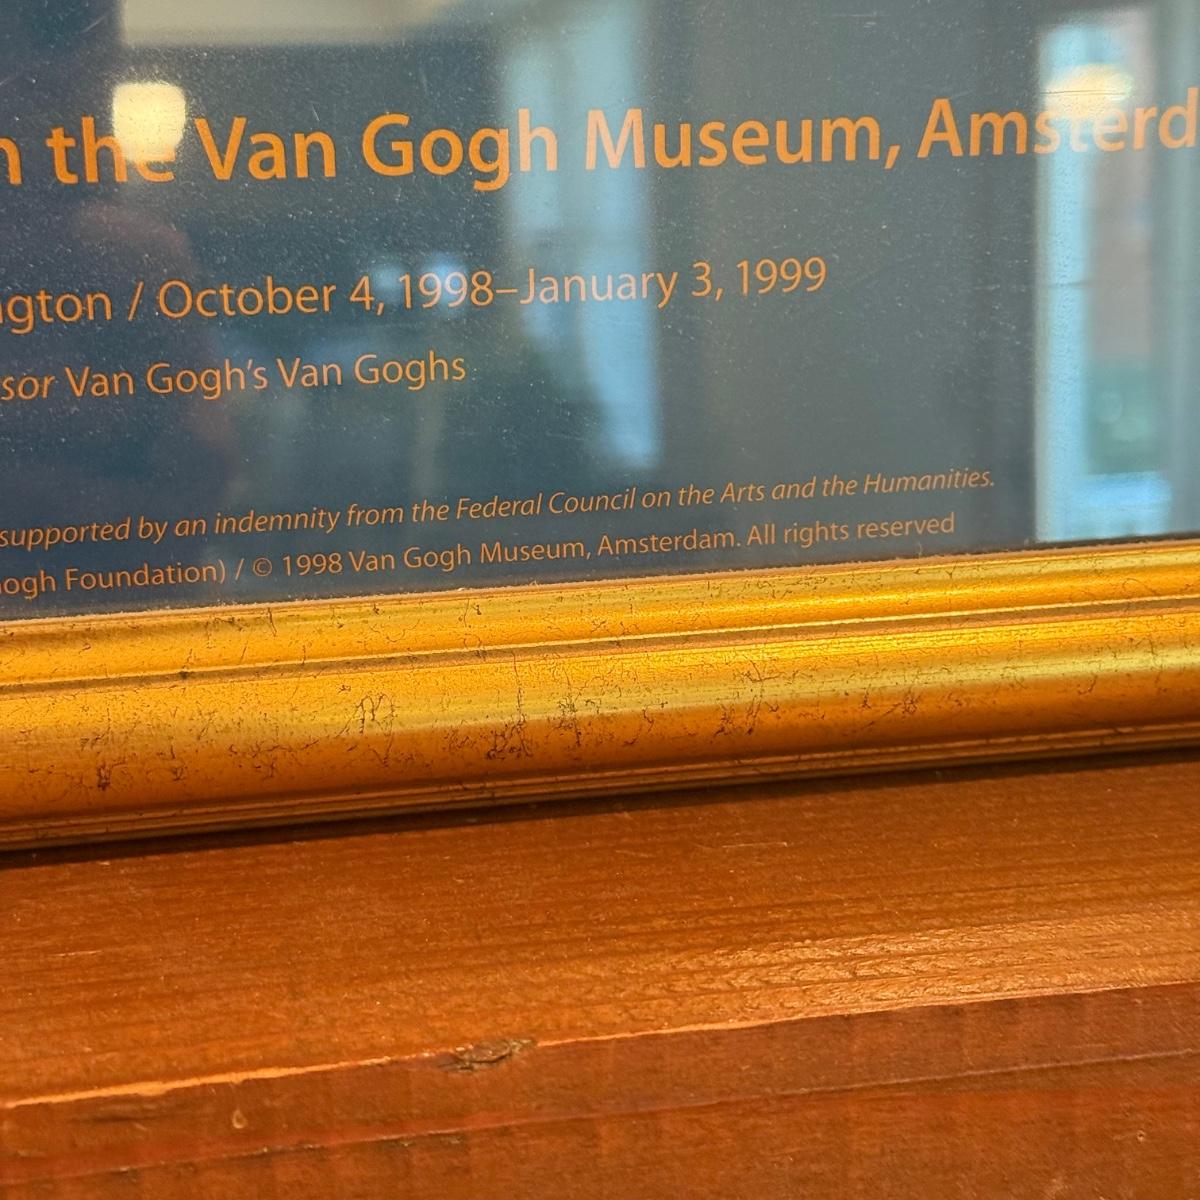 n the Van Gogh Museum, Amsterd
ngton / October 4, 1998–January 3, 1999
sor Van Gogh's Van Goghs
supported by an indemnity from the Federal Council on the Arts and the Humanities.
ogh Foundation) / © 1998 Van Gogh Museum, Amsterdam. All rights reserved